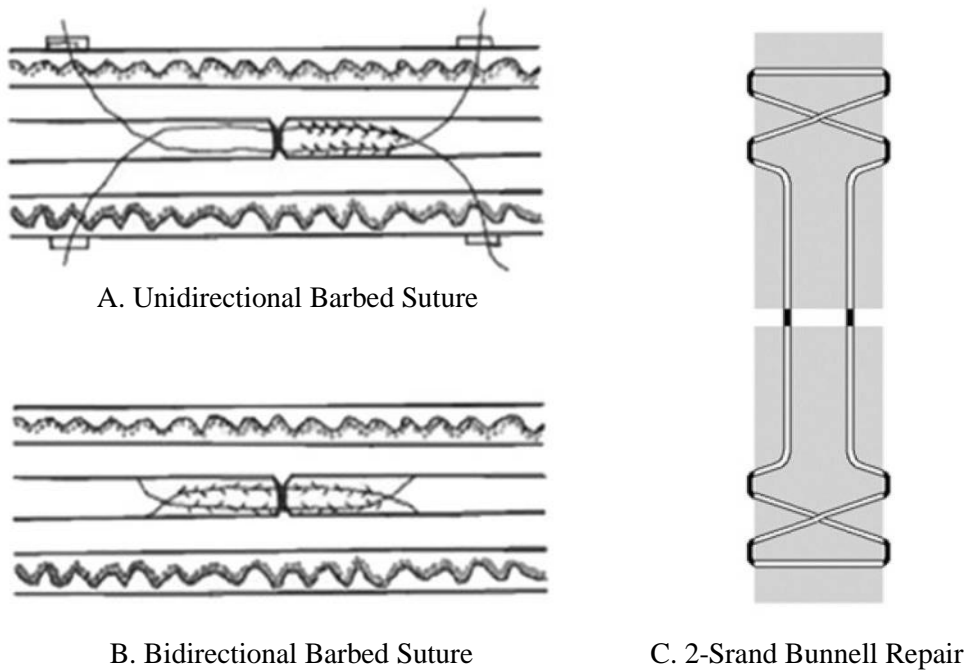 A. Unidirectional Barbed Suture
B. Bidirectional Barbed Suture
C. 2-Srand Bunnell Repair